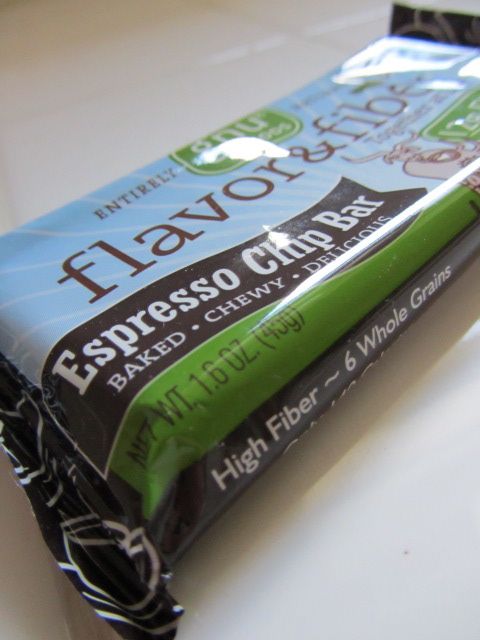 gnu
ENTIRELY
flavor&fiber
Espresso Chip Bar
BAKED · CHEWY · DELICIOUS
NET WT. 1.6 OZ. (45g)
High Fiber ~ 6 Whole Grains